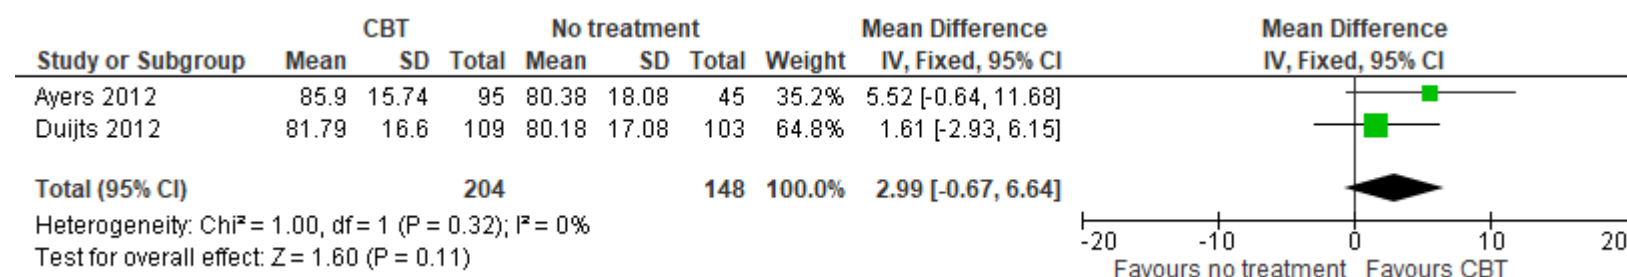 CBT No treatment Mean Difference Mean Difference
Study or Subgroup Mean SD Total Mean SD Total Weight IV, Fixed, 95% CI IV, Fixed, 95% CI
Ayers 2012 85.9 15.74 95 80.38 18.08 45 35.2% 5.52 [-0.64, 11.68]
Duijts 2012 81.79 16.6 109 80.18 17.08 103 64.8% 1.61 [-2.93, 6.15]
Total (95% CI) 204 148 100.0% 2.99 [-0.67, 6.64]
Heterogeneity: Chi² = 1.00, df = 1 (P = 0.32); I² = 0%
Test for overall effect: Z = 1.60 (P = 0.11)
-20 -10 0 10 20
Favours no treatment Favours CBT